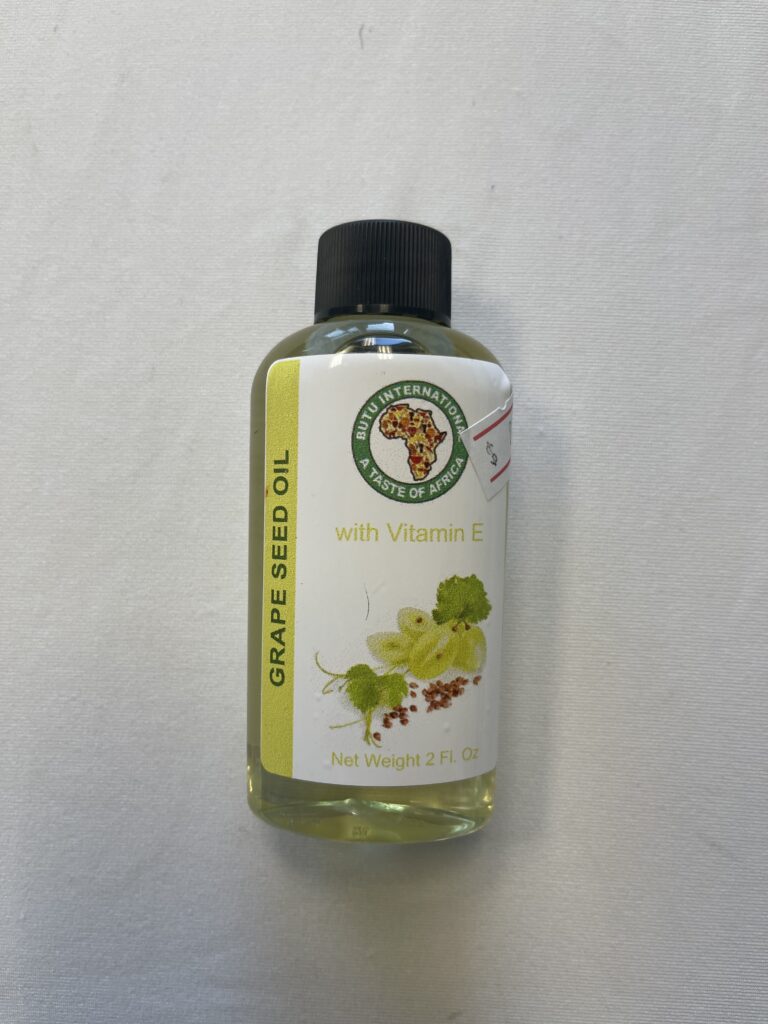 BUTU INTERNATIONAL
A TASTE OF AFRICA
with Vitamin E
GRAPE SEED OIL
Net Weight 2 Fl. Oz